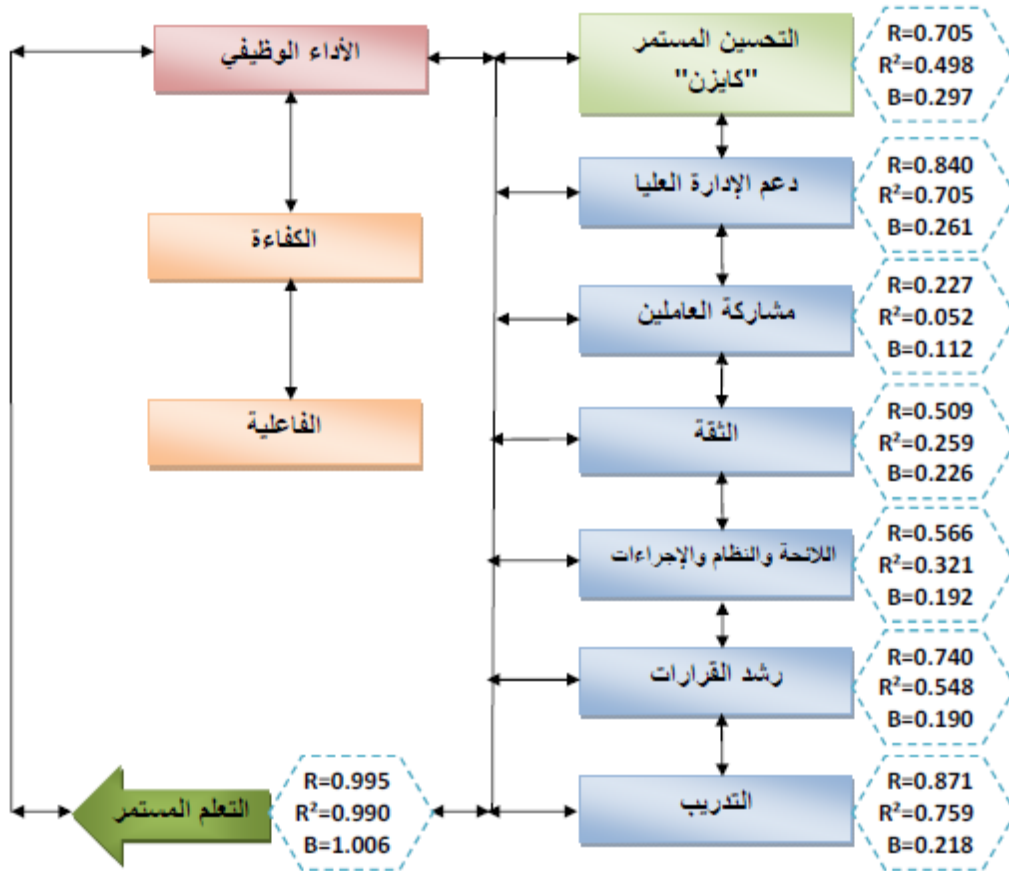 الأداء الوظيفي
الكفاءة
الفاعلية
التحسين المستمر
"كايزن"
R=0.705
R²=0.498
B=0.297
دعم الإدارة العليا
R=0.840
R²=0.705
B=0.261
مشاركة العاملين
R=0.227
R²=0.052
B=0.112
الثقة
R=0.509
R²=0.259
B=0.226
اللائحة والنظام والإجراءات
R=0.566
R²=0.321
B=0.192
رشد القرارات
R=0.740
R²=0.548
B=0.190
التدريب
R=0.871
R²=0.759
B=0.218
التعلم المستمر
R=0.995
R²=0.990
B=1.006